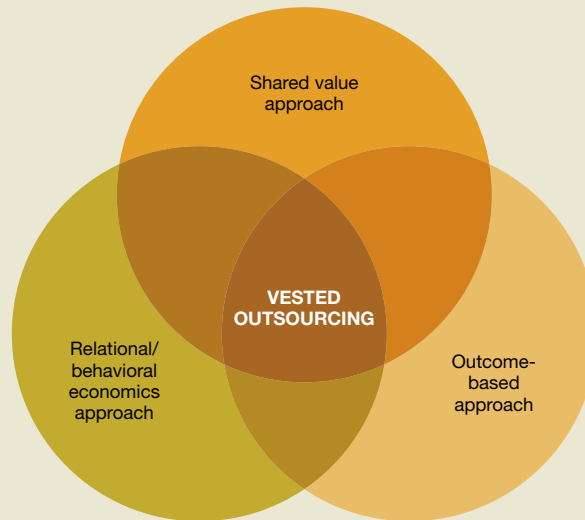 Shared value
approach
VESTED
OUTSOURCING
Relational/
behavioral
economics
approach
Outcome-
based
approach